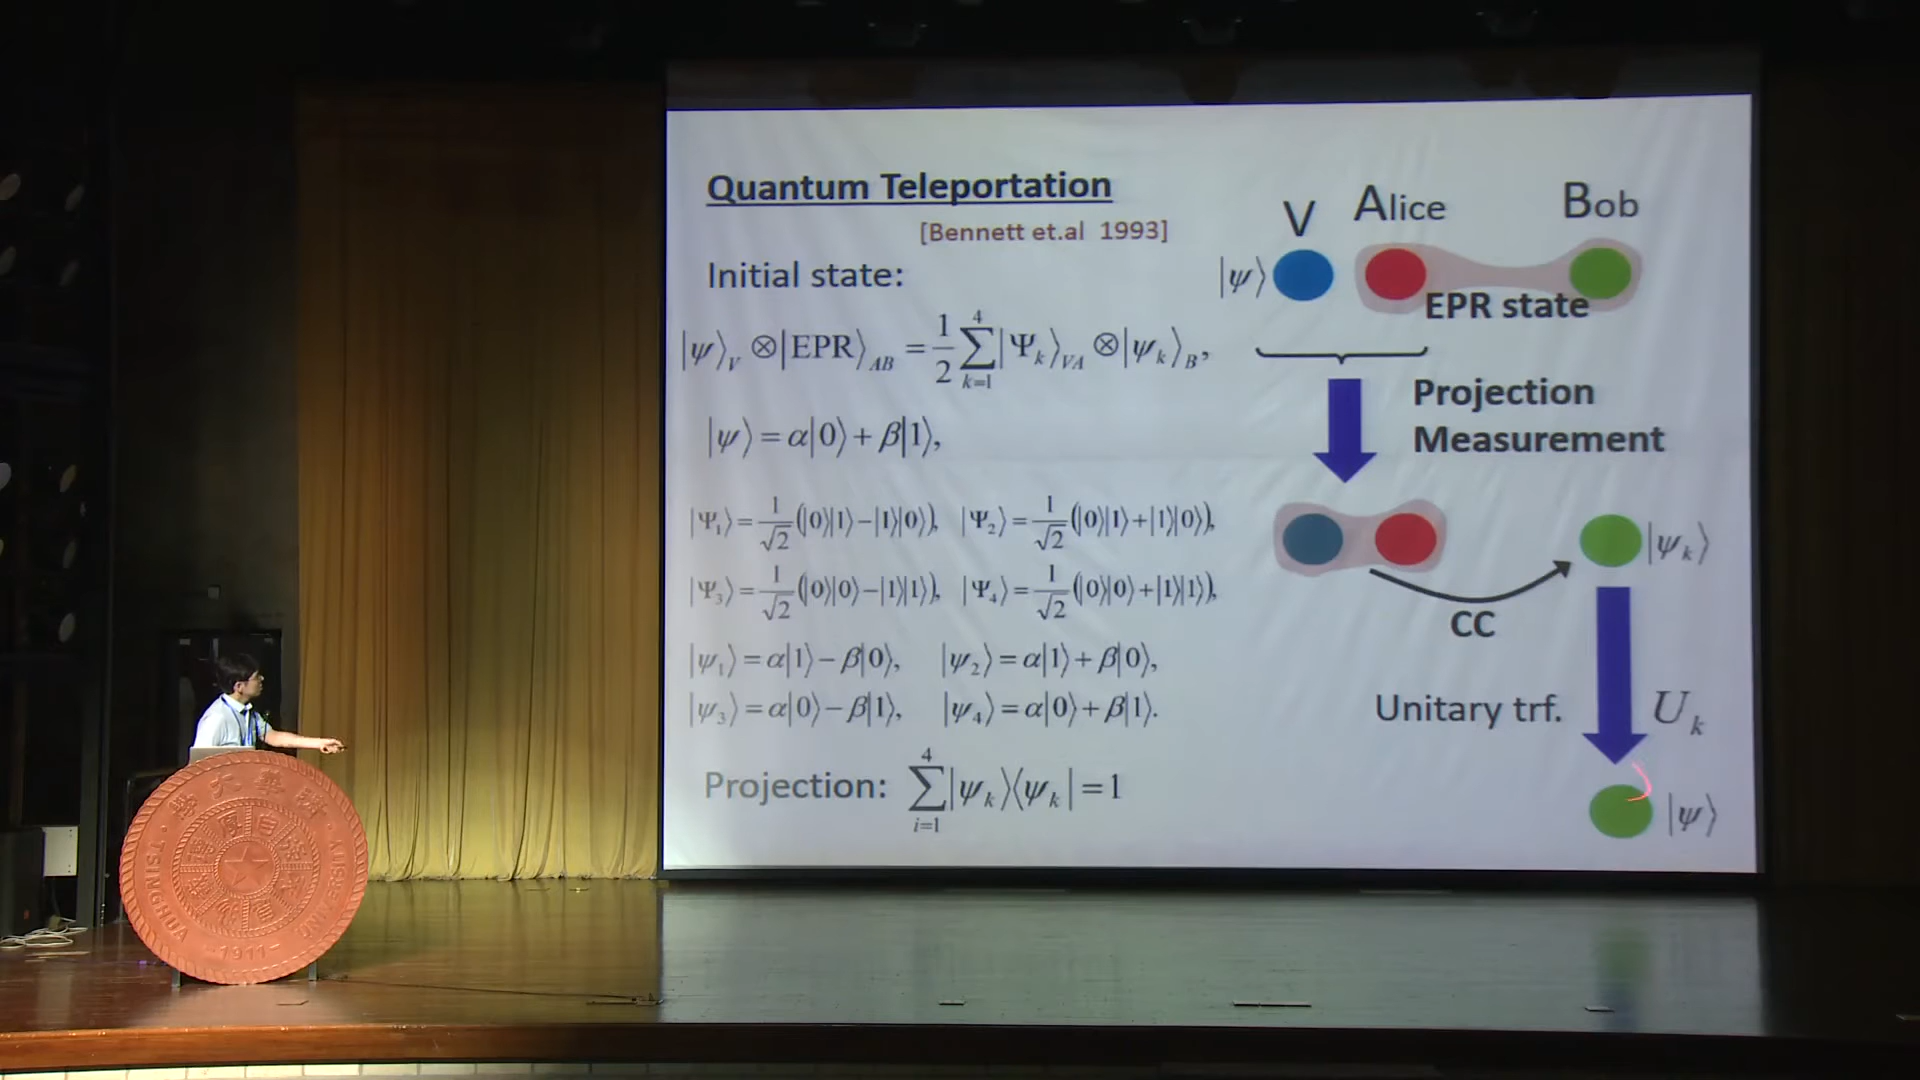 Quantum Teleportation
[Bennett et.al 1993]
Initial state:
|ψ⟩_V ⊗|EPR⟩_AB = 1/2 ∑_{k=1}^{4} |Ψ_k⟩_VA ⊗|ψ_k⟩_B,
|ψ⟩ = α|0⟩ + β|1⟩,
|Ψ_1⟩ = 1/√2 (|0⟩|1⟩ − |1⟩|0⟩), |Ψ_2⟩ = 1/√2 (|0⟩|1⟩ + |1⟩|0⟩),
|Ψ_3⟩ = 1/√2 (|0⟩|0⟩ − |1⟩|1⟩), |Ψ_4⟩ = 1/√2 (|0⟩|0⟩ + |1⟩|1⟩),
|ψ_1⟩ = α|1⟩ − β|0⟩, |ψ_2⟩ = α|1⟩ + β|0⟩,
|ψ_3⟩ = α|0⟩ − β|1⟩, |ψ_4⟩ = α|0⟩ + β|1⟩.
Projection: ∑_{i=1}^{4} |ψ_k⟩⟨ψ_k| = 1
V Alice Bob
|ψ⟩
EPR state
Projection
Measurement
|ψ_k⟩
CC
Unitary trf. U_k
|ψ⟩
TSINGHUA
UNIVERSITY
-1911-